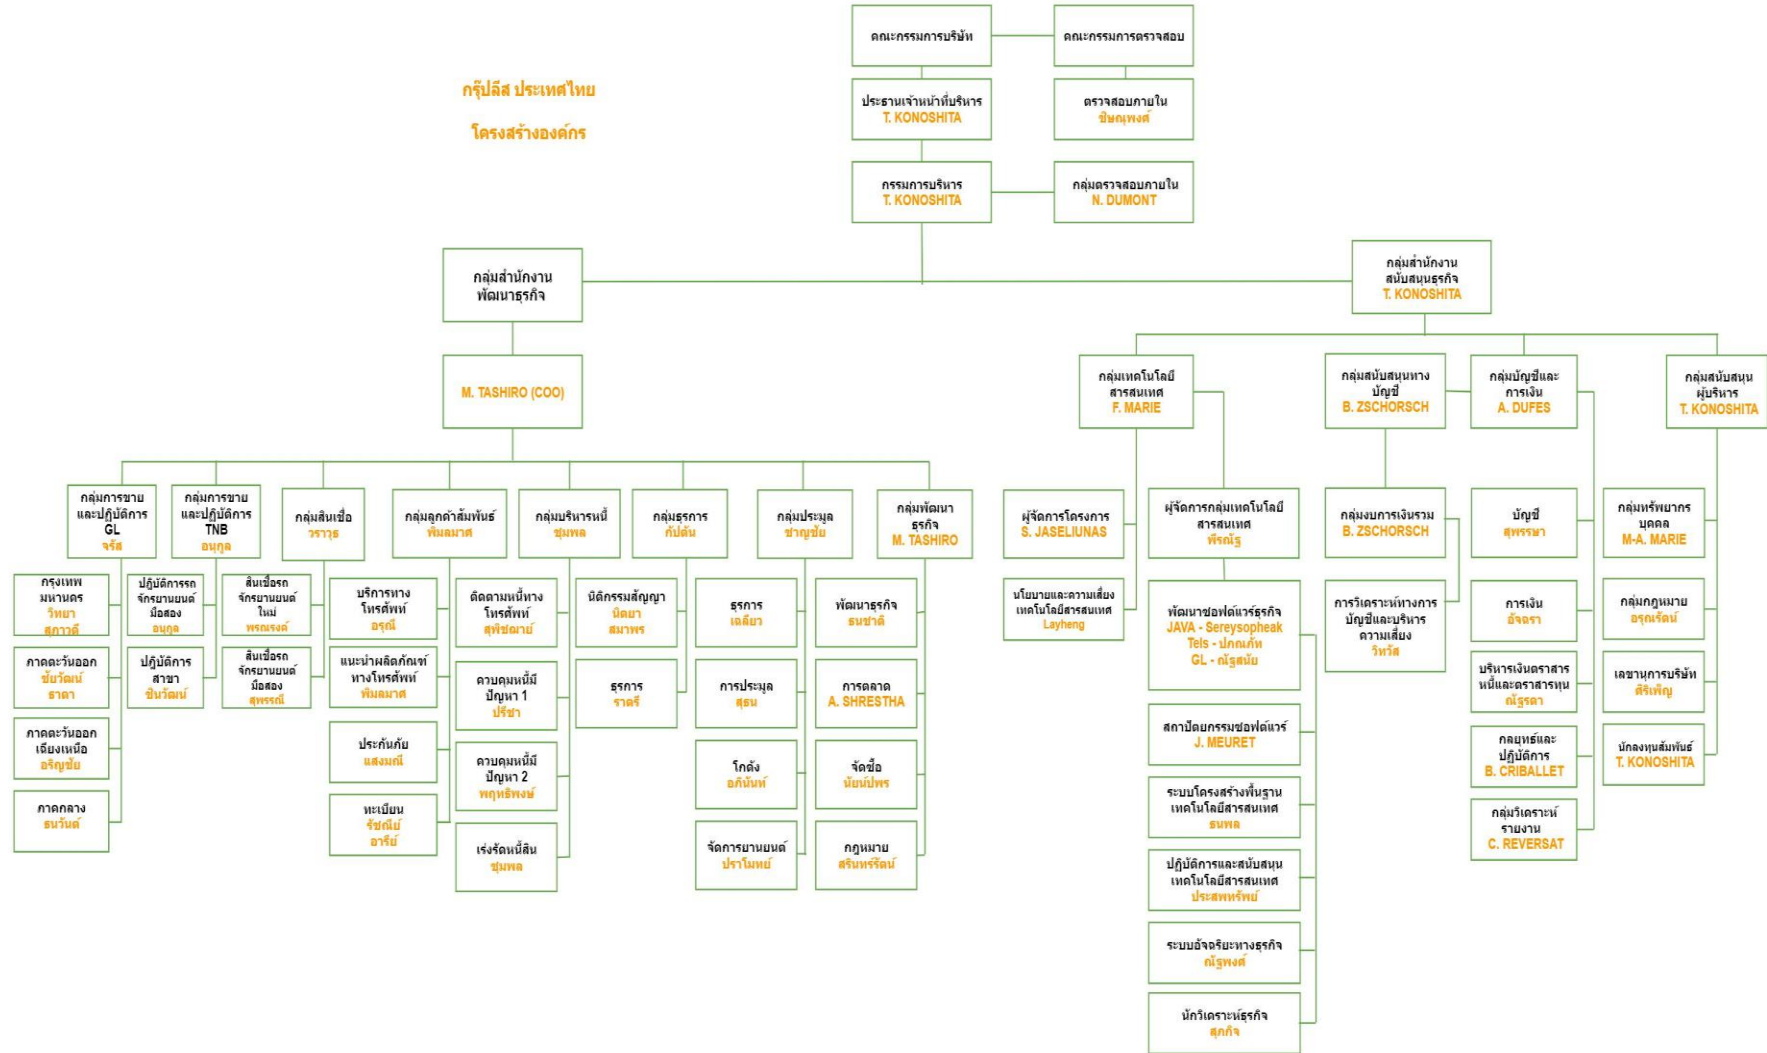 คณะกรรมการบริษัท
คณะกรรมการตรวจสอบ
กรุ๊ปลีส ประเทศไทย
โครงสร้างองค์กร
ประธานเจ้าหน้าที่บริหาร
T. KONOSHITA
ตรวจสอบภายใน
ชิษณุพงศ์
กรรมการบริหาร
T. KONOSHITA
กลุ่มตรวจสอบภายใน
N. DUMONT
กลุ่มสำนักงาน
พัฒนาธุรกิจ
กลุ่มสำนักงาน
สนับสนุนธุรกิจ
T. KONOSHITA
M. TASHIRO (COO)
กลุ่มเทคโนโลยี
สารสนเทศ
F. MARIE
กลุ่มสนับสนุนทาง
บัญชี
B. ZSCHORSCH
กลุ่มบัญชีและ
การเงิน
A. DUFES
กลุ่มสนับสนุน
ผู้บริหาร
T. KONOSHITA
กลุ่มการขาย
และปฏิบัติการ
GL
จรัส
กลุ่มการขาย
และปฏิบัติการ
TNB
อนุกูล
กลุ่มสินเชื่อ
วราวุธ
กลุ่มลูกค้าสัมพันธ์
พิมลมาศ
กลุ่มบริหารหนี้
ชุมพล
กลุ่มธุรการ
กัปตัน
กลุ่มประมูล
ชาญชัย
กลุ่มพัฒนา
ธุรกิจ
M. TASHIRO
ผู้จัดการโครงการ
S. JASELIUNAS
ผู้จัดการกลุ่มเทคโนโลยี
สารสนเทศ
พีรณัฐ
กลุ่มงบการเงินรวม
B. ZSCHORSCH
บัญชี
สุพรรษา
กลุ่มทรัพยากร
บุคคล
M-A. MARIE
กรุงเทพ
มหานคร
วิทยา
สุภาวดี
ปฏิบัติการรถ
จักรยานยนต์
มือสอง
อนุกูล
สินเชื่อรถ
จักรยานยนต์
ใหม่
พรณรงค์
บริการทาง
โทรศัพท์
อรุณี
ติดตามหนี้ทาง
โทรศัพท์
สุพิชฌาย์
นิติกรรมสัญญา
นิตยา
สมาพร
ธุรการ
เฉลียว
พัฒนาธุรกิจ
ธนชาติ
นโยบายและความเสี่ยง
เทคโนโลยีสารสนเทศ
Layheng
พัฒนาซอฟต์แวร์ธุรกิจ
JAVA - Sereysopheak
Tels - ปภณภัท
GL - ณัฐสนัย
การวิเคราะห์ทางการ
บัญชีและบริหาร
ความเสี่ยง
วิทวัส
การเงิน
อัจฉรา
กลุ่มกฎหมาย
อรุณรัตน์
ภาคตะวันออก
ชัยวัฒน์
ธาดา
ปฏิบัติการ
สาขา
ชินวัฒน์
สินเชื่อรถ
จักรยานยนต์
มือสอง
สุพรรณี
แนะนำผลิตภัณฑ์
ทางโทรศัพท์
พิมลมาศ
ควบคุมหนี้มี
ปัญหา 1
ปรีชา
ธุรการ
ราตรี
การประมูล
สุธน
การตลาด
A. SHRESTHA
บริหารเงินตราสาร
หนี้และตราสารทุน
ณัฐรดา
เลขานุการบริษัท
ศิริเพ็ญ
ภาคตะวันออก
เฉียงเหนือ
อริญชัย
ประกันภัย
แสงมณี
ควบคุมหนี้มี
ปัญหา 2
พฤทธิพงษ์
โกดัง
อภินันท์
จัดซื้อ
นัยน์ปพร
สถาปัตยกรรมซอฟต์แวร์
J. MEURET
กลยุทธ์และ
ปฏิบัติการ
B. CRIBALLET
นักลงทุนสัมพันธ์
T. KONOSHITA
ภาคกลาง
ธนวันต์
ทะเบียน
รัชณีย์
อารีย์
เร่งรัดหนี้สิน
ชุมพล
จัดการยานยนต์
ปราโมทย์
กฎหมาย
สรินทร์รัตน์
ระบบโครงสร้างพื้นฐาน
เทคโนโลยีสารสนเทศ
ธนพล
กลุ่มวิเคราะห์
รายงาน
C. REVERSAT
ปฏิบัติการและสนับสนุน
เทคโนโลยีสารสนเทศ
ประสพทรัพย์
ระบบอัจฉริยะทางธุรกิจ
ณัฐพงศ์
นักวิเคราะห์ธุรกิจ
สุภกิจ